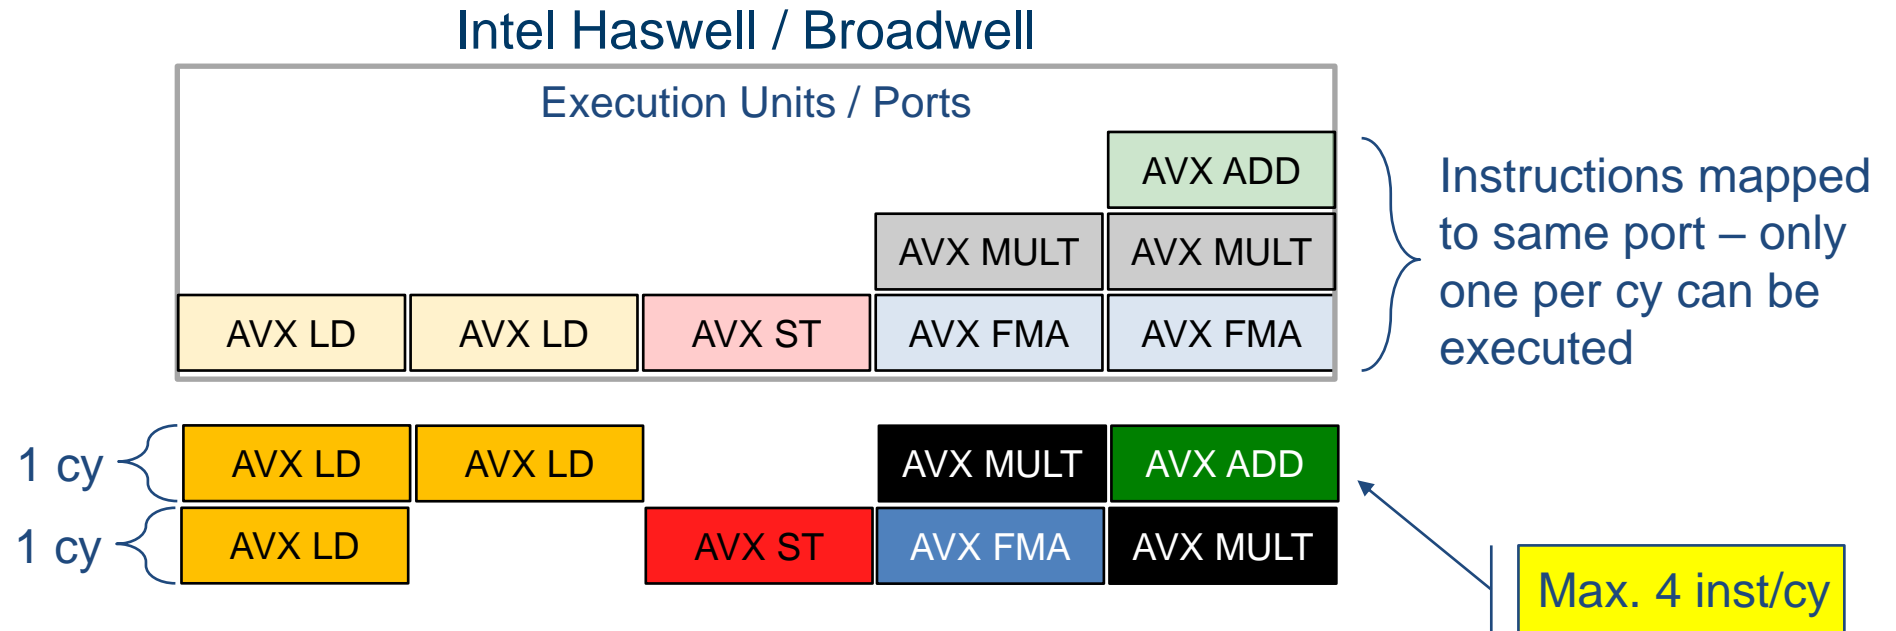 Intel Haswell / Broadwell
Execution Units / Ports
AVX ADD
AVX MULT AVX MULT
AVX LD AVX LD AVX ST AVX FMA AVX FMA
Instructions mapped
to same port – only
one per cy can be
executed
1 cy AVX LD AVX LD AVX MULT AVX ADD
1 cy AVX LD AVX ST AVX FMA AVX MULT
Max. 4 inst/cy